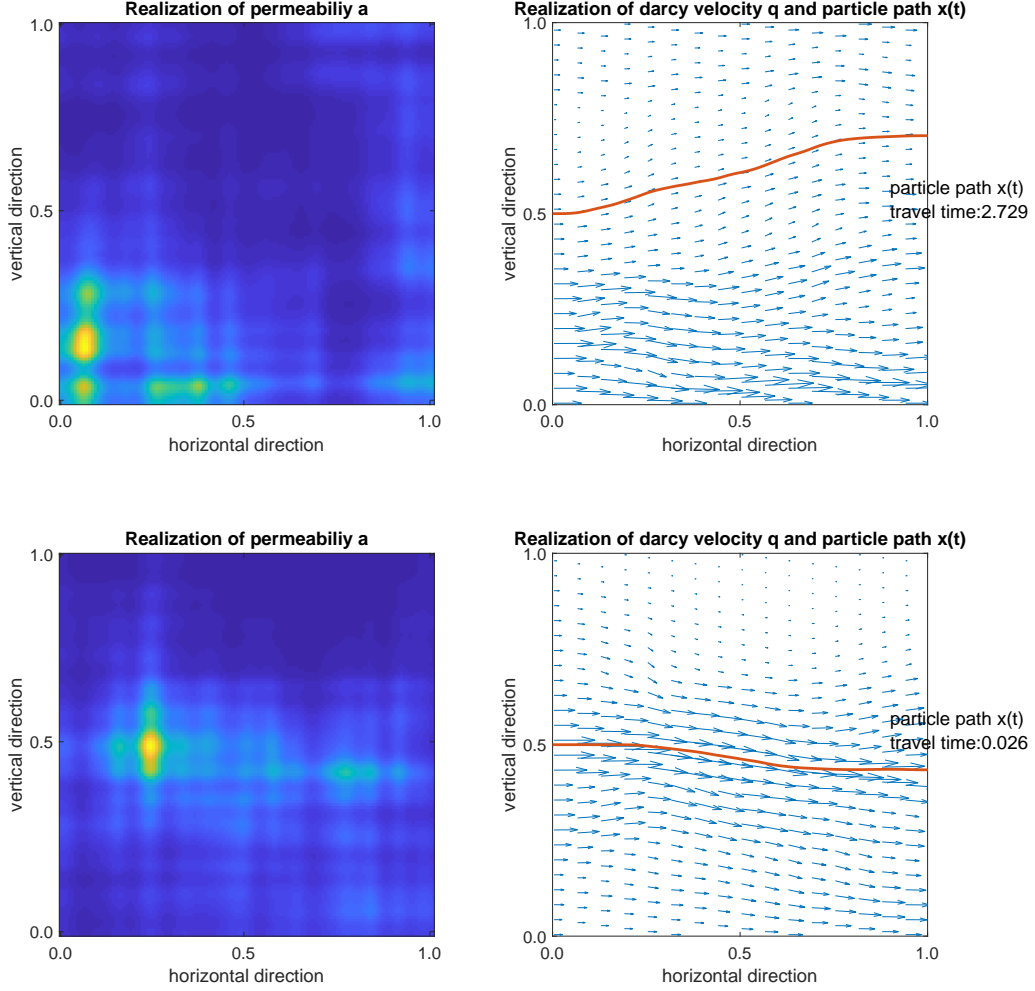 Realization of permeabiliy a
1.0
0.5
0.0
vertical direction
0.0
0.5
1.0
horizontal direction
Realization of darcy velocity q and particle path x(t)
1.0
0.5
0.0
vertical direction
0.0
0.5
1.0
horizontal direction
particle path x(t)
travel time:2.729
Realization of permeabiliy a
1.0
0.5
0.0
vertical direction
0.0
0.5
1.0
horizontal direction
Realization of darcy velocity q and particle path x(t)
1.0
0.5
0.0
vertical direction
0.0
0.5
1.0
horizontal direction
particle path x(t)
travel time:0.026